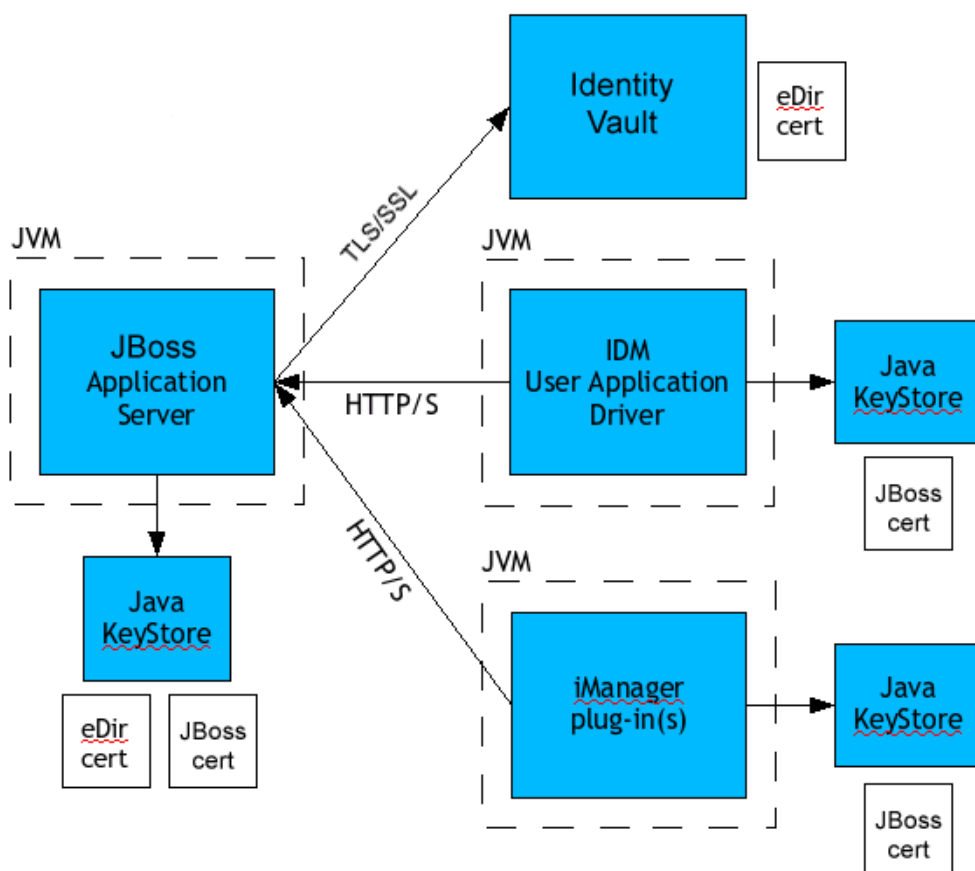 Identity
Vault
eDir
cert
TLS/SSL
JVM
JBoss
Application
Server
JVM
IDM
User Application
Driver
Java
KeyStore
JBoss
cert
HTTP/S
HTTP/S
Java
KeyStore
eDir
cert
JBoss
cert
JVM
iManager
plug-in(s)
Java
KeyStore
JBoss
cert